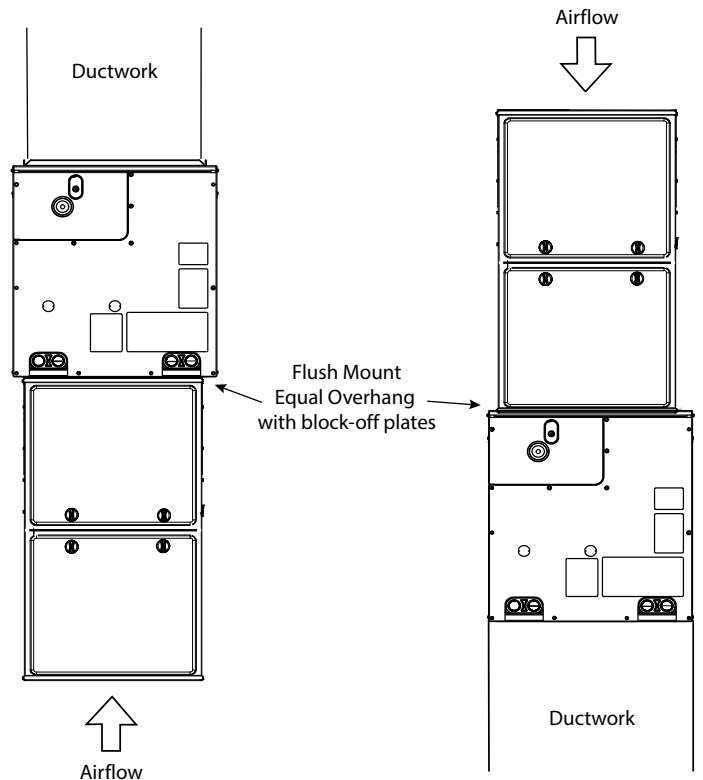 Airflow
Ductwork
Flush Mount
Equal Overhang
with block-off plates
Ductwork
Airflow